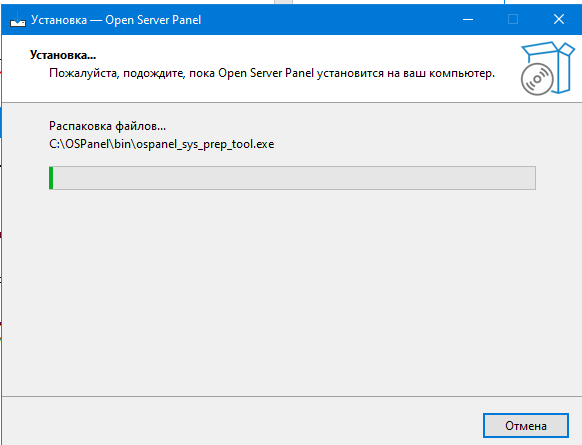 Установка — Open Server Panel
Установка...
Пожалуйста, подождите, пока Open Server Panel установится на ваш компьютер.
Распаковка файлов...
C:\OSPanel\bin\ospanel_sys_prep_tool.exe
Отмена